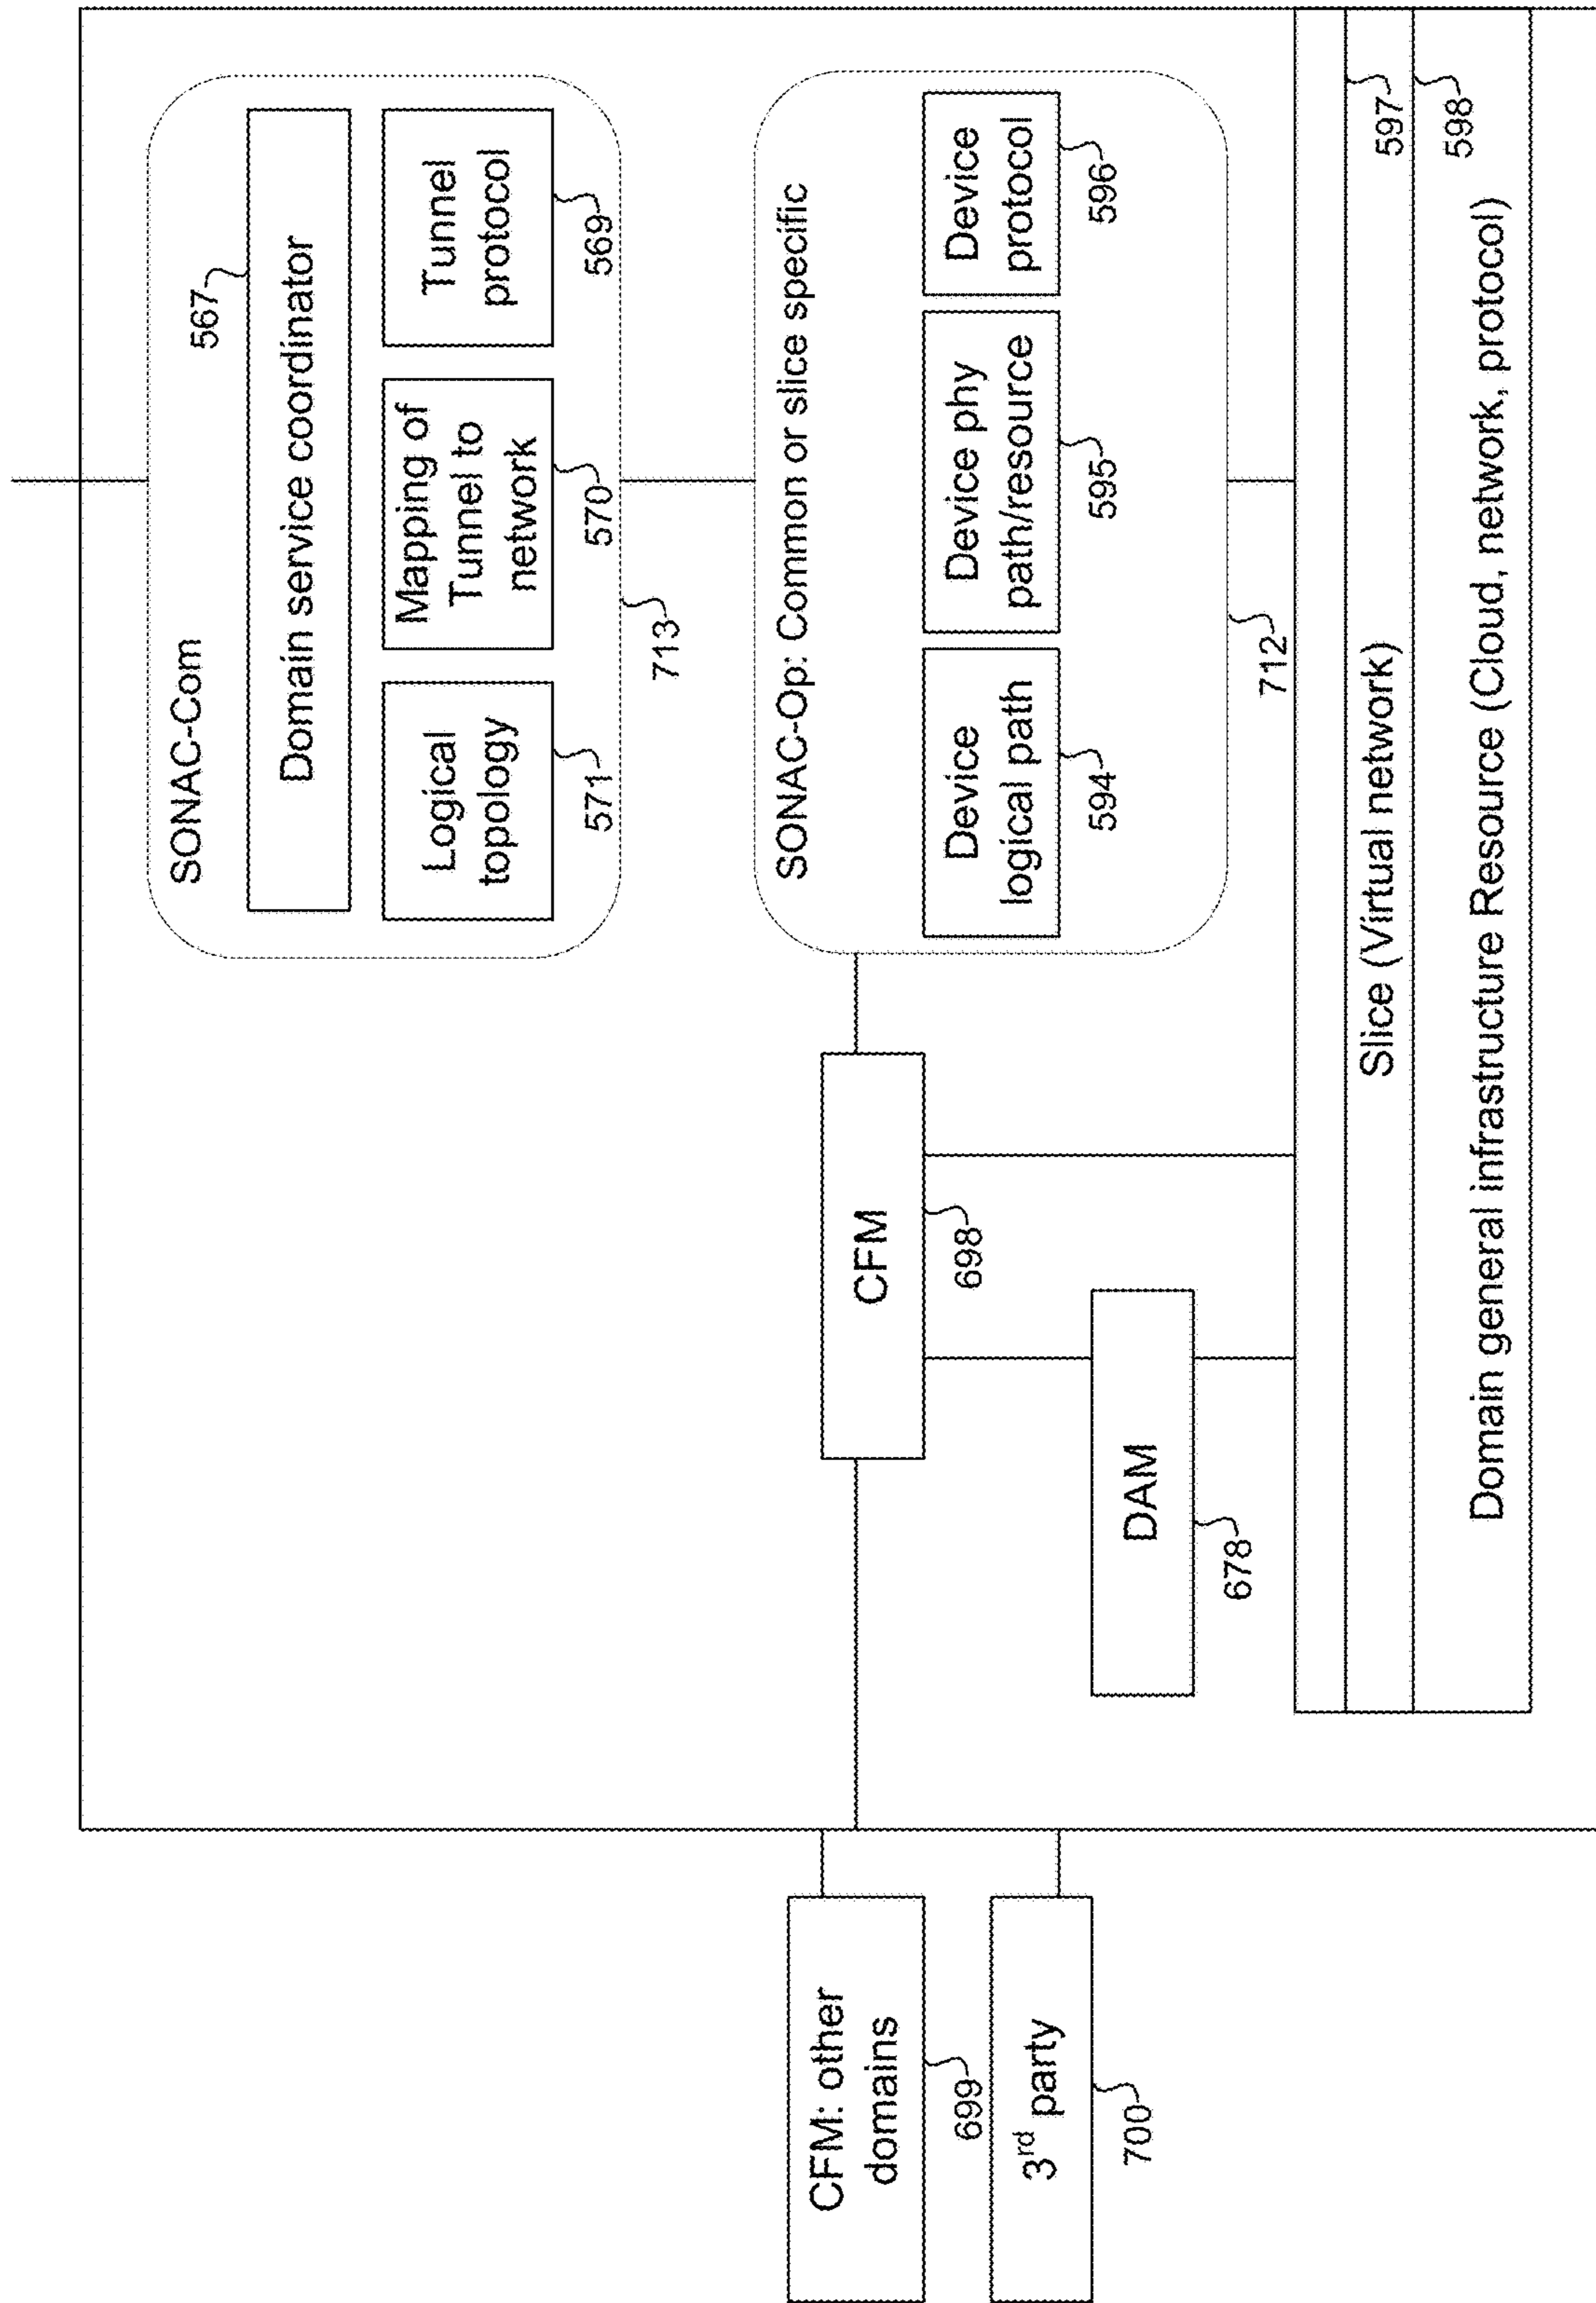 SONAC-Com
567
Domain service coordinator
Logical
topology
571
Mapping of
Tunnel to
network
570
Tunnel
protocol
569
713
SONAC-Op: Common or slice specific
Device
logical path
594
Device phy
path/resource
595
Device
protocol
596
712
CFM
698
DAM
678
CFM: other
domains
699
3rd party
700
Slice (Virtual network)
597
Domain general infrastructure Resource (Cloud, network, protocol)
598